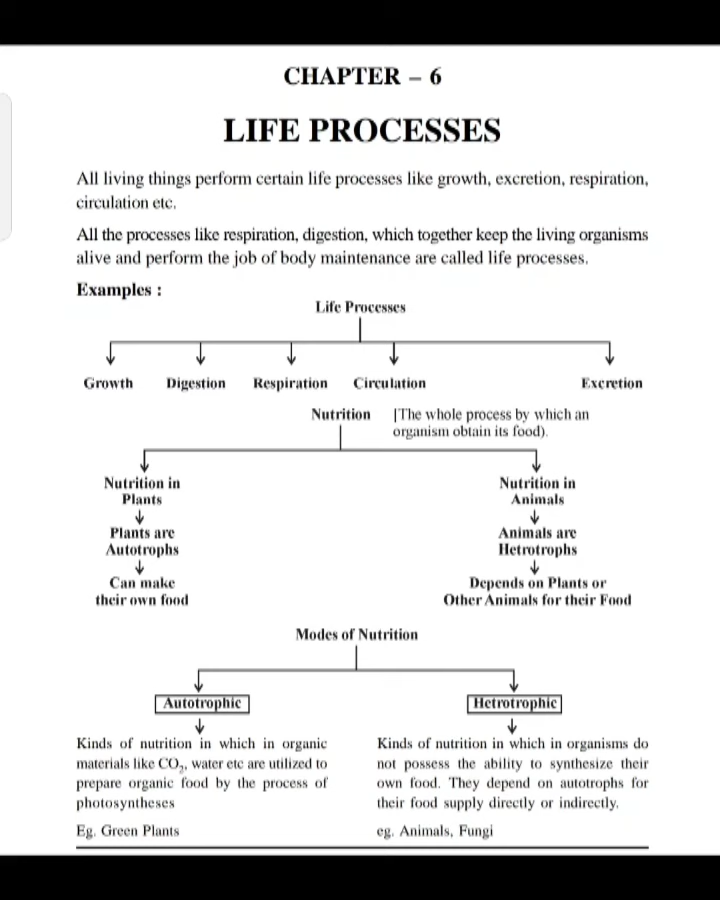 CHAPTER – 6
LIFE PROCESSES
All living things perform certain life processes like growth, excretion, respiration,
circulation etc.
All the processes like respiration, digestion, which together keep the living organisms
alive and perform the job of body maintenance are called life processes.
Examples :
Life Processes
Growth Digestion Respiration Circulation Excretion
Nutrition [The whole process by which an
organism obtain its food).
Nutrition in
Plants
Plants are
Autotrophs
Can make
their own food
Nutrition in
Animals
Animals are
Hetrotrophs
Depends on Plants or
Other Animals for their Food
Modes of Nutrition
Autotrophic
Kinds of nutrition in which in organic
materials like CO₂, water etc are utilized to
prepare organic food by the process of
photosyntheses
Eg. Green Plants
Hetrotrophic
Kinds of nutrition in which in organisms do
not possess the ability to synthesize their
own food. They depend on autotrophs for
their food supply directly or indirectly.
eg. Animals, Fungi